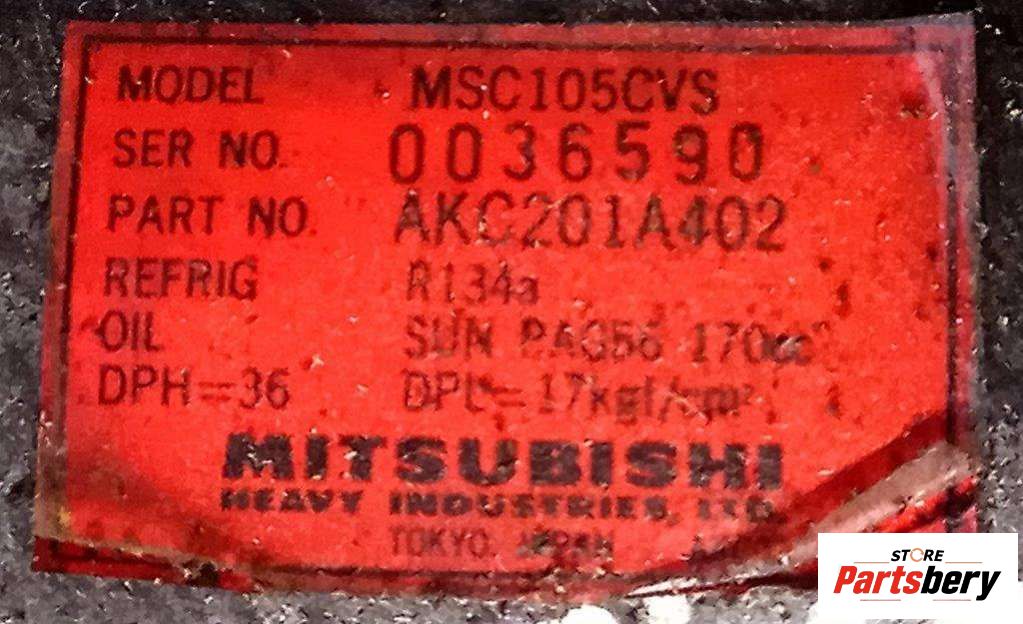 MODEL MSC105CVS
SER NO. 0036590
PART NO. AKC201A402
REFRIG R134a
OIL SUN PAG56 170cc
DPH=36 DPL=17kgf/cm²
MITSUBISHI
HEAVY INDUSTRIES, LTD.
TOKYO, JAPAN
STORE
Partsbery